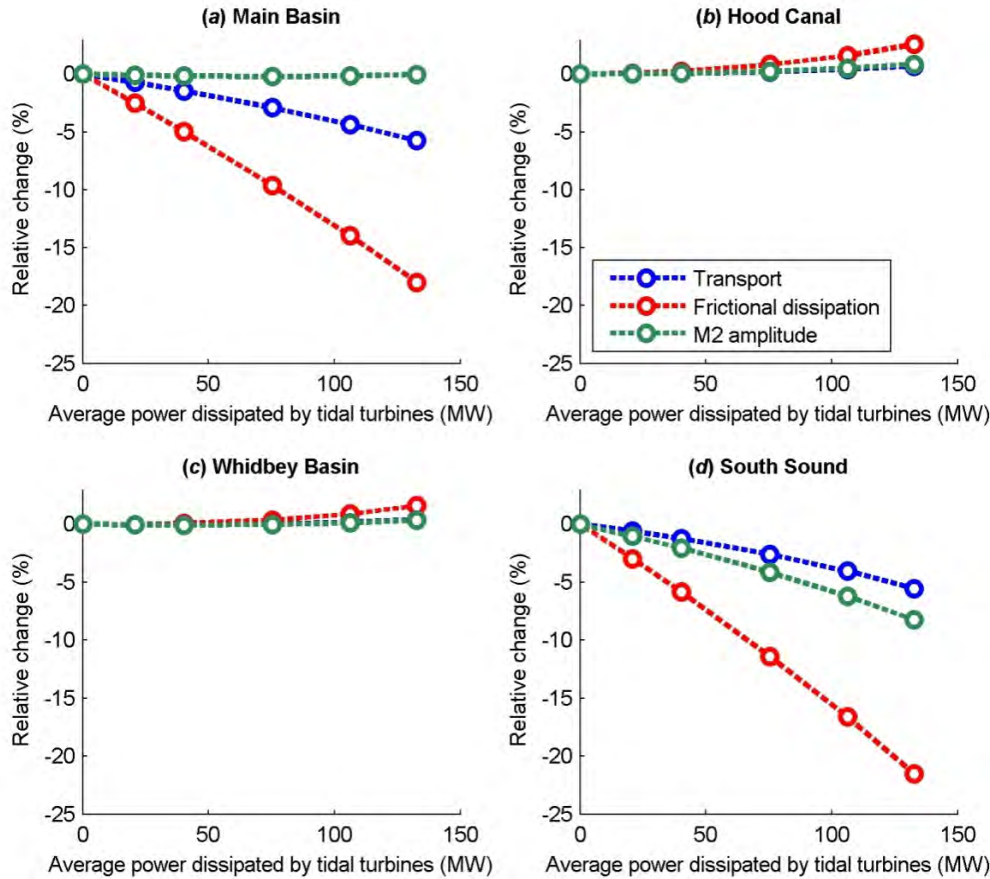 (a) Main Basin
0
-5
-10
-15
-20
-25
Relative change (%)
0 50 100 150
Average power dissipated by tidal turbines (MW)
(b) Hood Canal
0
-5
-10
-15
-20
-25
Relative change (%)
Transport
Frictional dissipation
M2 amplitude
0 50 100 150
Average power dissipated by tidal turbines (MW)
(c) Whidbey Basin
0
-5
-10
-15
-20
-25
Relative change (%)
0 50 100 150
Average power dissipated by tidal turbines (MW)
(d) South Sound
0
-5
-10
-15
-20
-25
Relative change (%)
0 50 100 150
Average power dissipated by tidal turbines (MW)